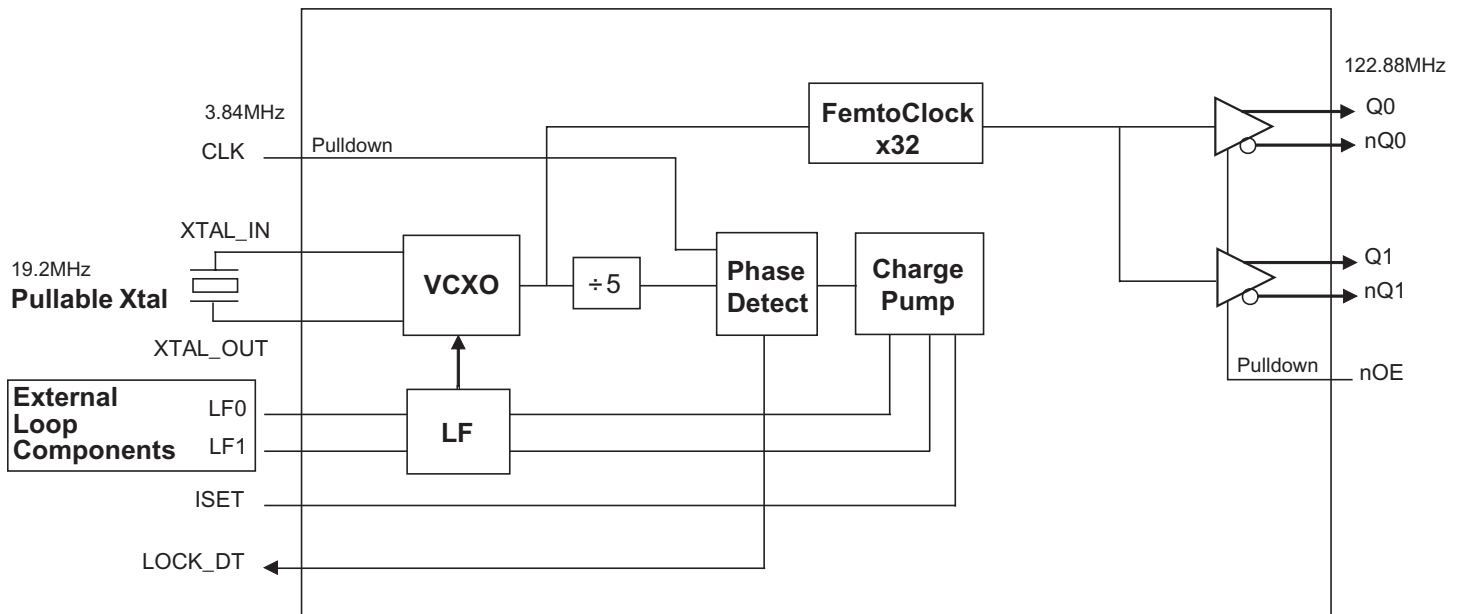 122.88MHz
3.84MHz
CLK
Pulldown
FemtoClock
x32
Q0
nQ0
XTAL_IN
19.2MHz
Pullable Xtal
XTAL_OUT
VCXO
÷5
Phase
Detect
Charge
Pump
Q1
nQ1
Pulldown
nOE
External
Loop
Components
LF0
LF1
LF
ISET
LOCK_DT